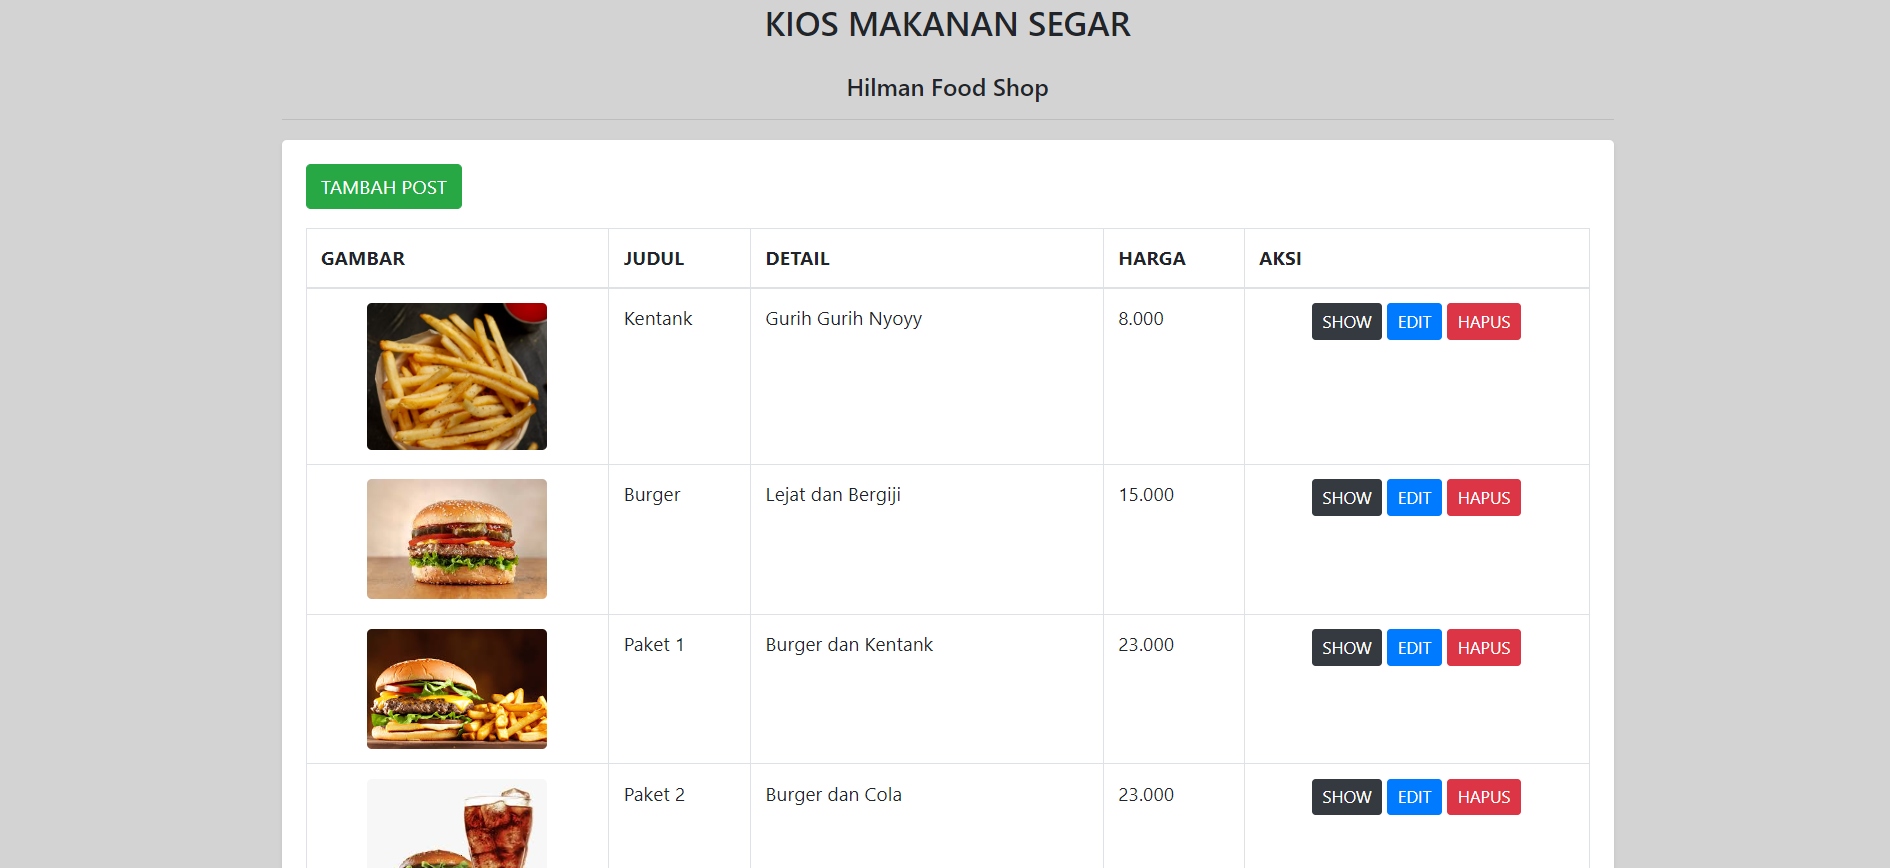 KIOS MAKANAN SEGAR
Hilman Food Shop
TAMBAH POST
GAMBAR JUDUL DETAIL HARGA AKSI
Kentank Gurih Gurih Nyoyy 8.000 SHOW EDIT HAPUS
Burger Lejat dan Bergiji 15.000 SHOW EDIT HAPUS
Paket 1 Burger dan Kentank 23.000 SHOW EDIT HAPUS
Paket 2 Burger dan Cola 23.000 SHOW EDIT HAPUS